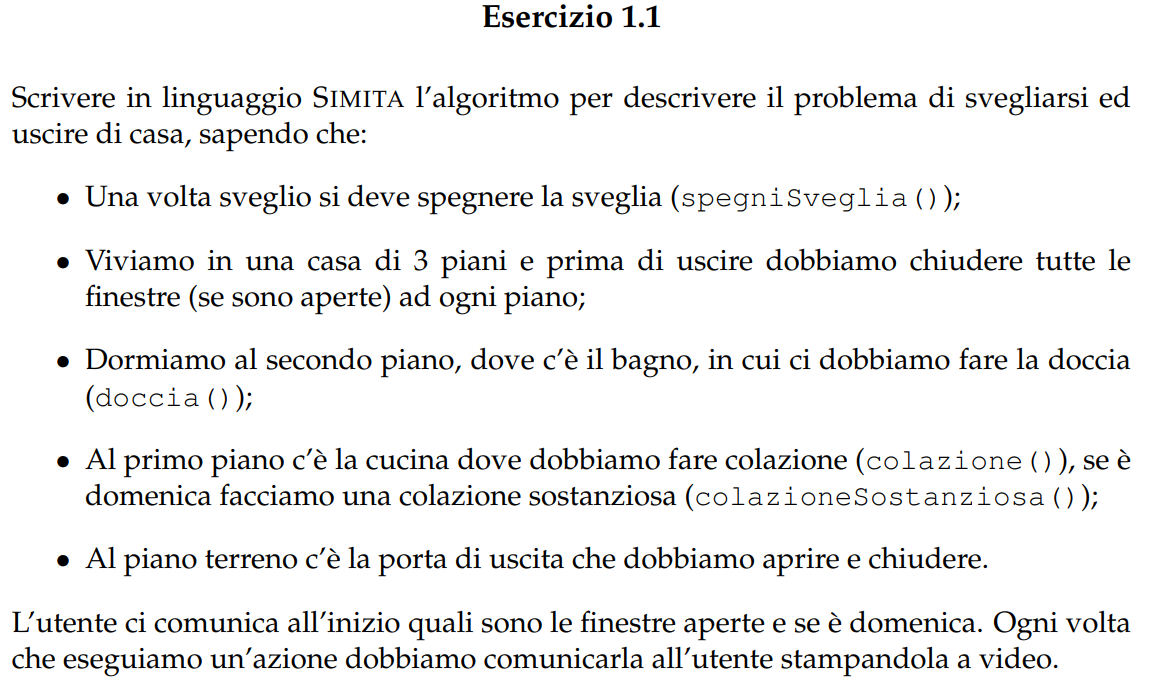 Esercizio 1.1
Scrivere in linguaggio SIMITA l'algoritmo per descrivere il problema di svegliarsi ed
uscire di casa, sapendo che:
• Una volta sveglio si deve spegnere la sveglia (spegniSveglia());
• Viviamo in una casa di 3 piani e prima di uscire dobbiamo chiudere tutte le
finestre (se sono aperte) ad ogni piano;
• Dormiamo al secondo piano, dove c'è il bagno, in cui ci dobbiamo fare la doccia
(doccia());
• Al primo piano c'è la cucina dove dobbiamo fare colazione (colazione()), se è
domenica facciamo una colazione sostanziosa (colazioneSostanziosa());
• Al piano terreno c'è la porta di uscita che dobbiamo aprire e chiudere.
L'utente ci comunica all'inizio quali sono le finestre aperte e se è domenica. Ogni volta
che eseguiamo un'azione dobbiamo comunicarla all'utente stampandola a video.